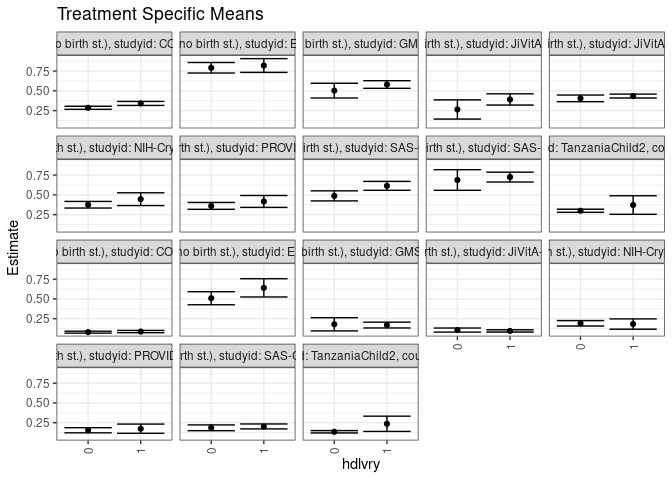 Treatment Specific Means
o birth st.), studyid: CO
no birth st.), studyid: E
birth st.), studyid: GM
irth st.), studyid: JiVitA
irth st.), studyid: JiVitA
0.75
0.50
0.25
th st.), studyid: NIH-Cry
rth st.), studyid: PROVI
rth st.), studyid: SAS-
irth st.), studyid: SAS-
d: TanzaniaChild2, co
0.75
0.50
0.25
o birth st.), studyid: CO
no birth st.), studyid: E
birth st.), studyid: GMS
rth st.), studyid: JiVitA-
h st.), studyid: NIH-Cryp
0.75
0.50
0.25
0 1
0 1
th st.), studyid: PROVID
th st.), studyid: SAS-C
d: TanzaniaChild2, cou
0.75
0.50
0.25
0 1
0 1
0 1
Estimate
hdlvry